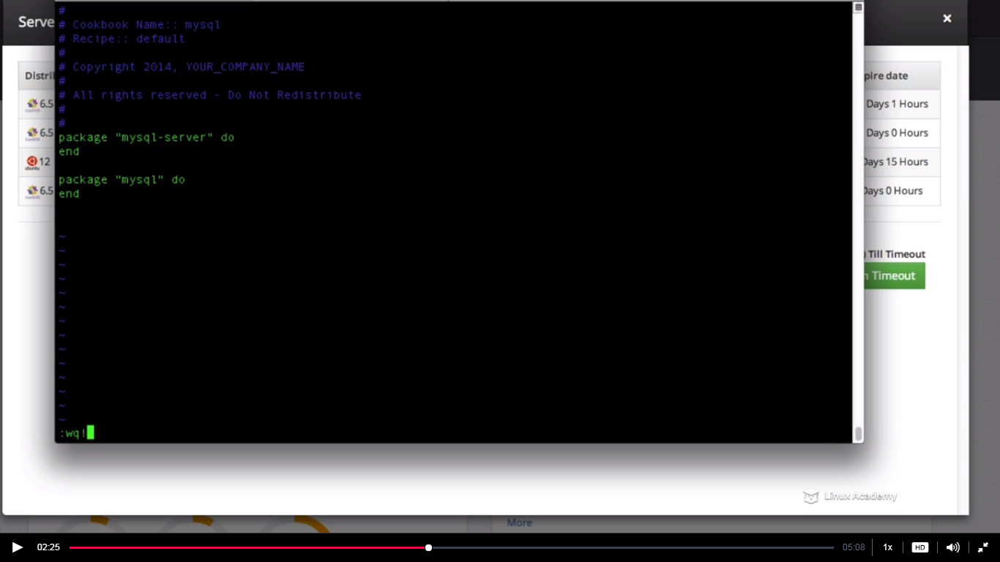 Serve
#
# Cookbook Name:: mysql
# Recipe:: default
#
# Copyright 2014, YOUR_COMPANY_NAME
#
# All rights reserved - Do Not Redistribute
#
#
package "mysql-server" do
end
package "mysql" do
end
~
~
~
~
~
~
~
~
~
~
~
~
~
~
:wq!
Distri
6.5
6.5
12
6.5
pire date
Days 1 Hours
Days 0 Hours
Days 15 Hours
Days 0 Hours
) Till Timeout
n Timeout
Linux Academy
More
02:25
05:08
1x
HD